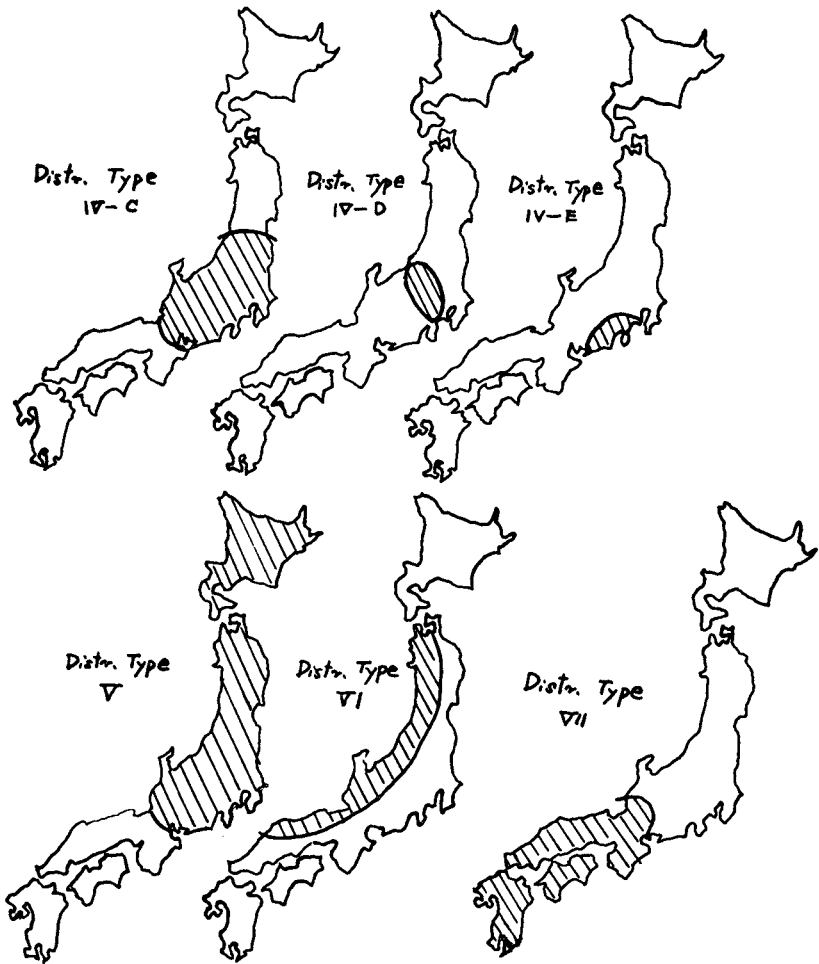 Distr. Type
IV-C
Distr. Type
IV-D
Distr. Type
IV-E
Distr. Type
V
Distr. Type
VI
Distr. Type
VII